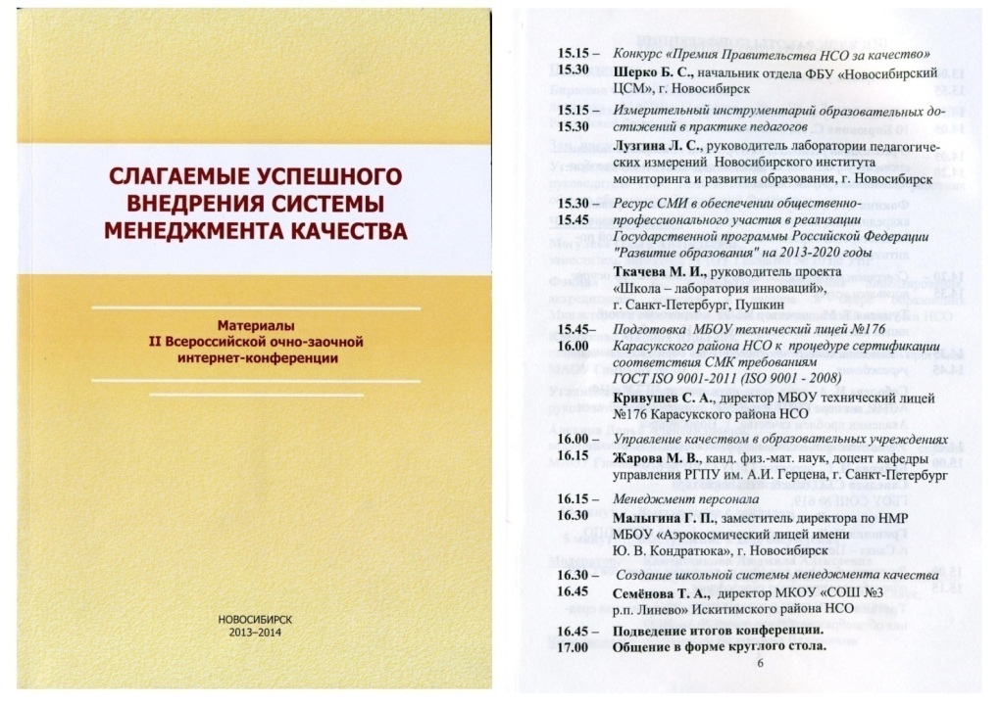 СЛАГАЕМЫЕ УСПЕШНОГО
ВНЕДРЕНИЯ СИСТЕМЫ
МЕНЕДЖМЕНТА КАЧЕСТВА
Материалы
II Всероссийской очно-заочной
интернет-конференции
НОВОСИБИРСК
2013–2014
15.15 – Конкурс «Премия Правительства НСО за качество»
15.30 Шерко Б. С., начальник отдела ФБУ «Новосибирский
ЦСМ», г. Новосибирск
15.15 – Измерительный инструментарий образовательных до-
15.30 стижений в практике педагогов
Лузгина Л. С., руководитель лаборатории педагогиче-
ских измерений Новосибирского института
мониторинга и развития образования, г. Новосибирск
15.30 – Ресурс СМИ в обеспечении общественно-
15.45 профессионального участия в реализации
Государственной программы Российской Федерации
"Развитие образования" на 2013-2020 годы
Ткачева М. И., руководитель проекта
«Школа – лаборатория инноваций»,
г. Санкт-Петербург, Пушкин
15.45– Подготовка МБОУ технический лицей №176
16.00 Карасукского района НСО к процедуре сертификации
соответствия СМК требованиям
ГОСТ ISO 9001-2011 (ISO 9001 - 2008)
Кривушев С. А., директор МБОУ технический лицей
№176 Карасукского района НСО
16.00 – Управление качеством в образовательных учреждениях
16.15 Жарова М. В., канд. физ.-мат. наук, доцент кафедры
управления РГПУ им. А.И. Герцена, г. Санкт-Петербург
16.15 – Менеджмент персонала
16.30 Малыгина Г. П., заместитель директора по НМР
МБОУ «Аэрокосмический лицей имени
Ю. В. Кондратюка», г. Новосибирск
16.30 – Создание школьной системы менеджмента качества
16.45 Семёнова Т. А., директор МКОУ «СОШ №3
р.п. Линево» Искитимского района НСО
16.45 – Подведение итогов конференции.
17.00 Общение в форме круглого стола.
6